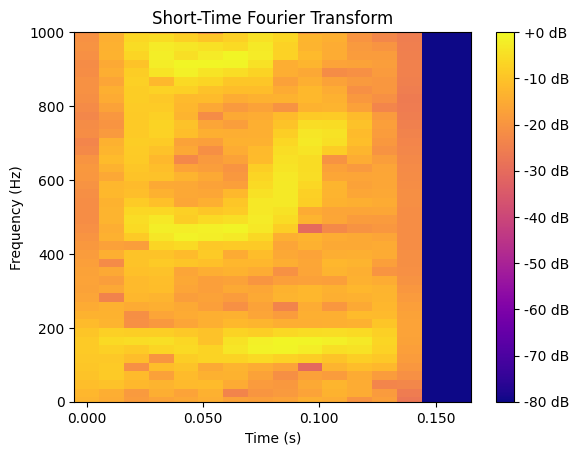 Short-Time Fourier Transform
Frequency (Hz)
1000
800
600
400
200
0
0.000 0.050 0.100 0.150
Time (s)
+0 dB
-10 dB
-20 dB
-30 dB
-40 dB
-50 dB
-60 dB
-70 dB
-80 dB